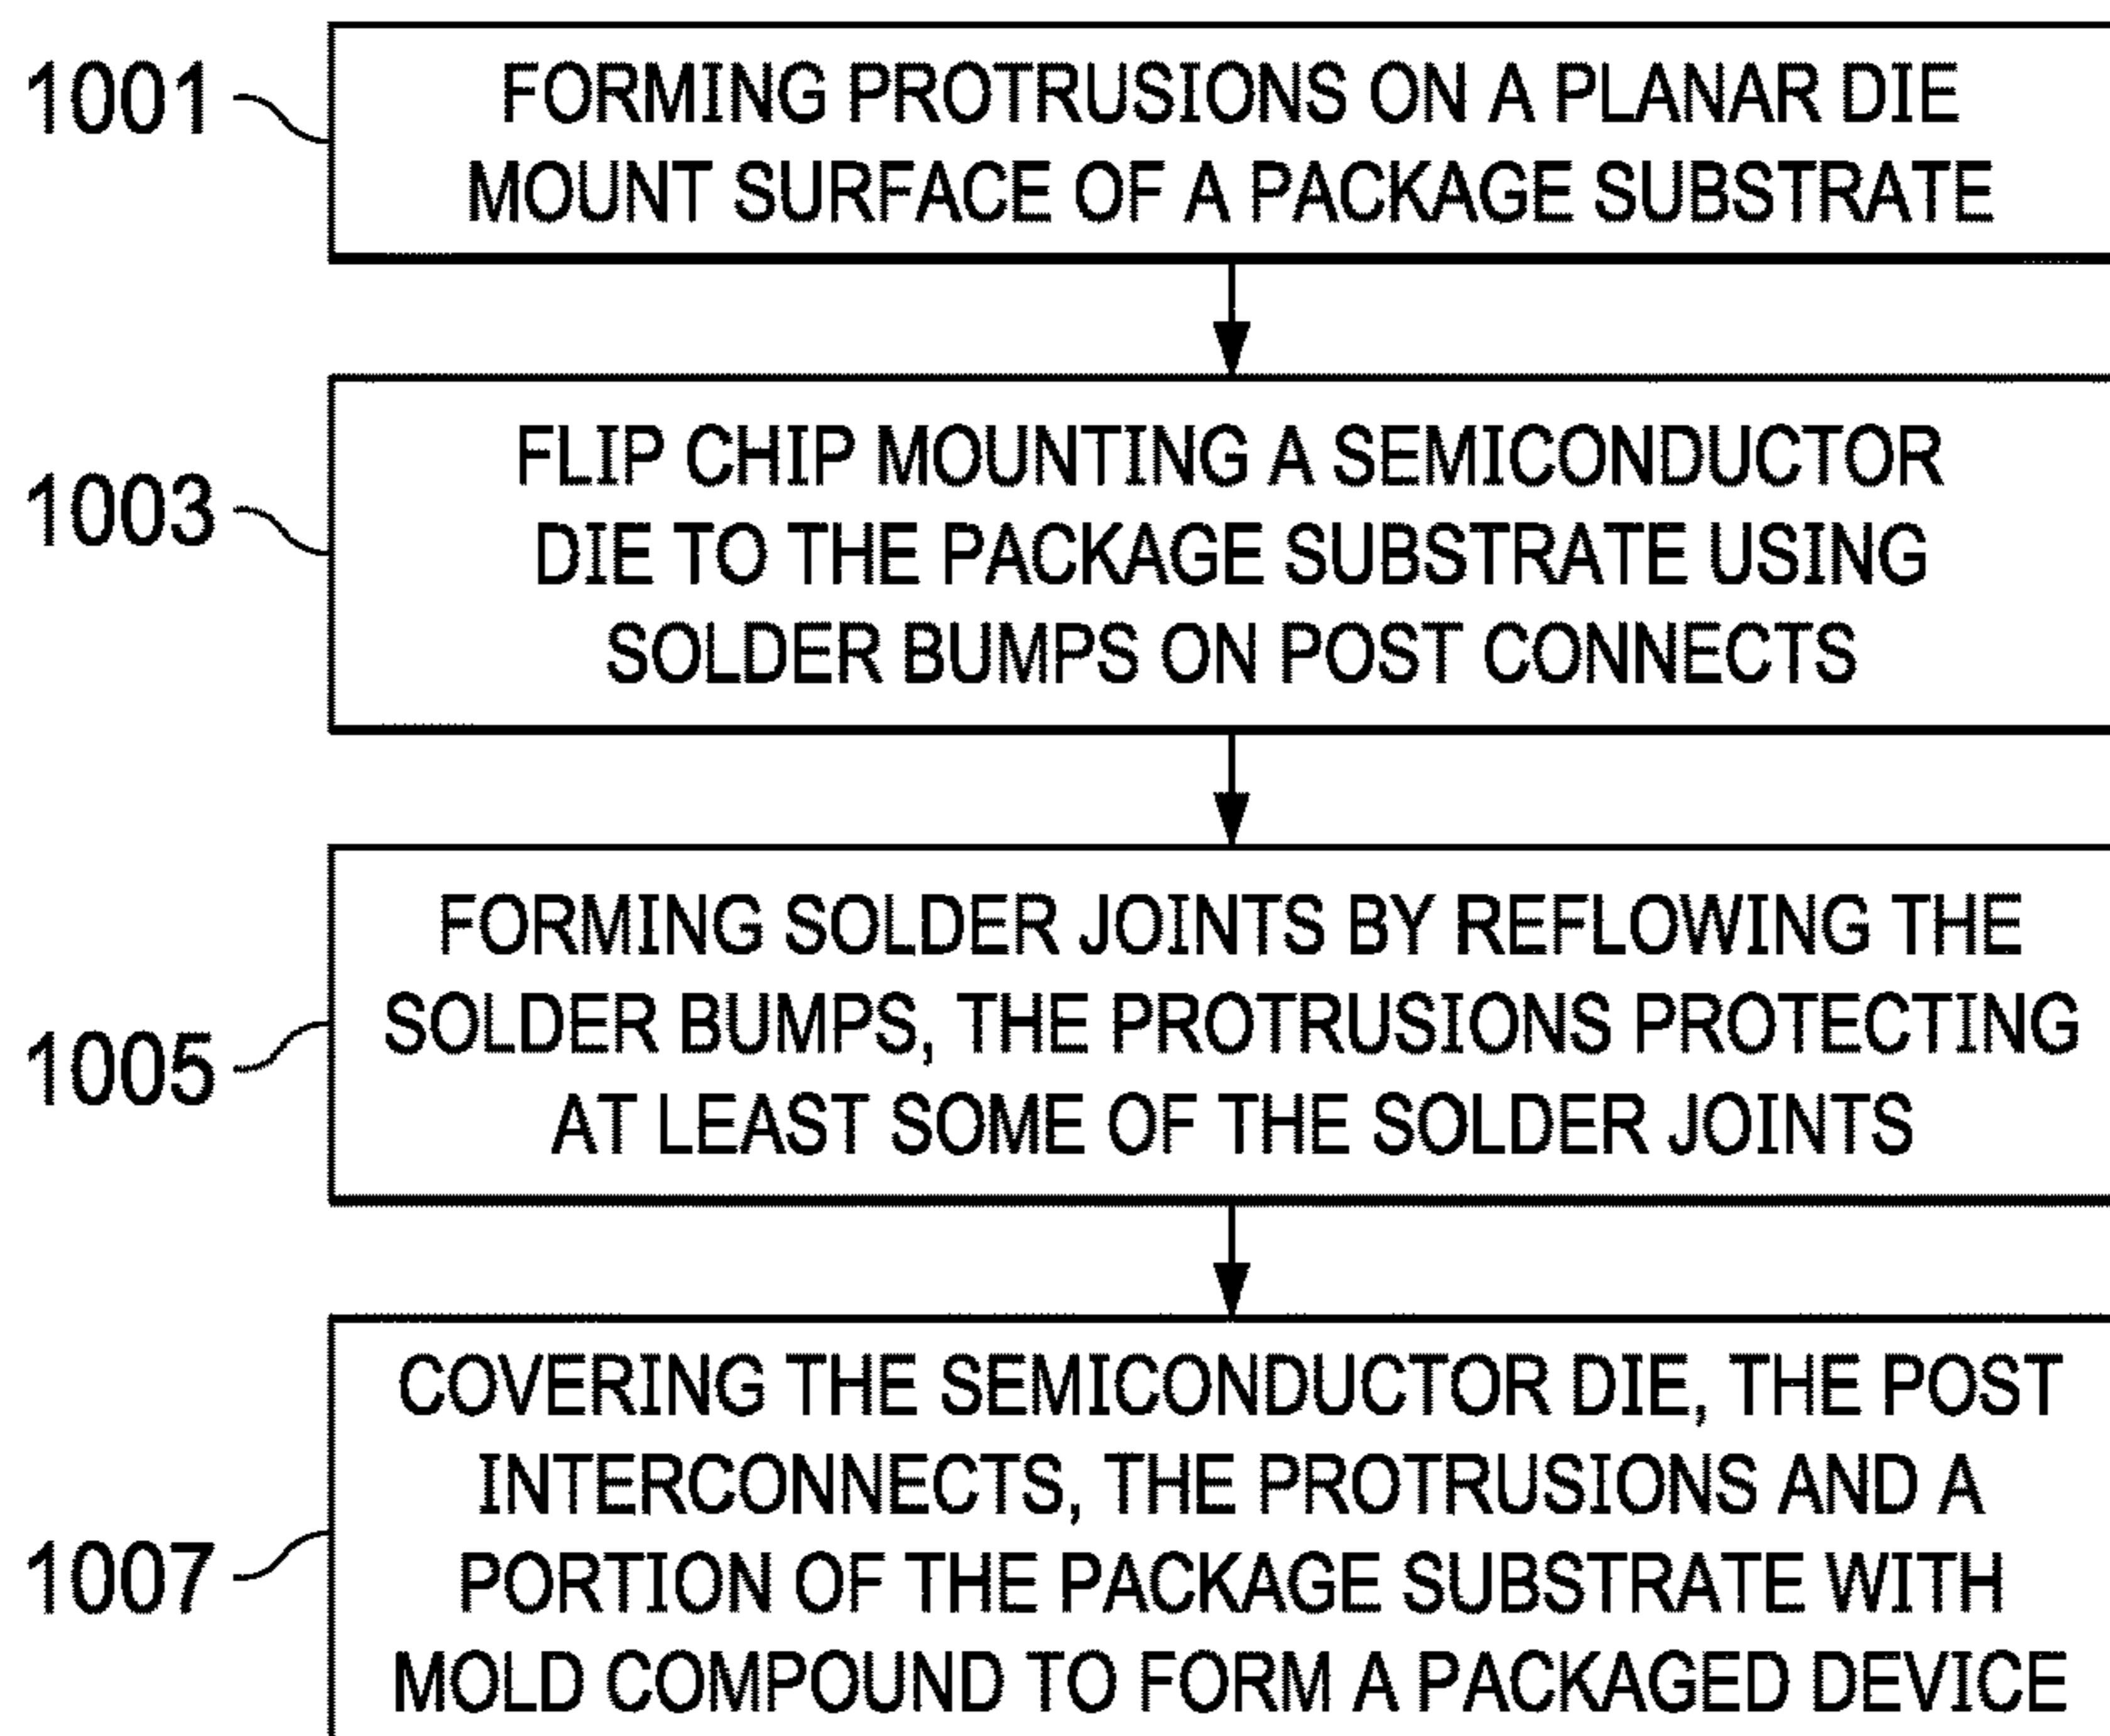 1001
FORMING PROTRUSIONS ON A PLANAR DIE
MOUNT SURFACE OF A PACKAGE SUBSTRATE
1003
FLIP CHIP MOUNTING A SEMICONDUCTOR
DIE TO THE PACKAGE SUBSTRATE USING
SOLDER BUMPS ON POST CONNECTS
1005
FORMING SOLDER JOINTS BY REFLOWING THE
SOLDER BUMPS, THE PROTRUSIONS PROTECTING
AT LEAST SOME OF THE SOLDER JOINTS
1007
COVERING THE SEMICONDUCTOR DIE, THE POST
INTERCONNECTS, THE PROTRUSIONS AND A
PORTION OF THE PACKAGE SUBSTRATE WITH
MOLD COMPOUND TO FORM A PACKAGED DEVICE